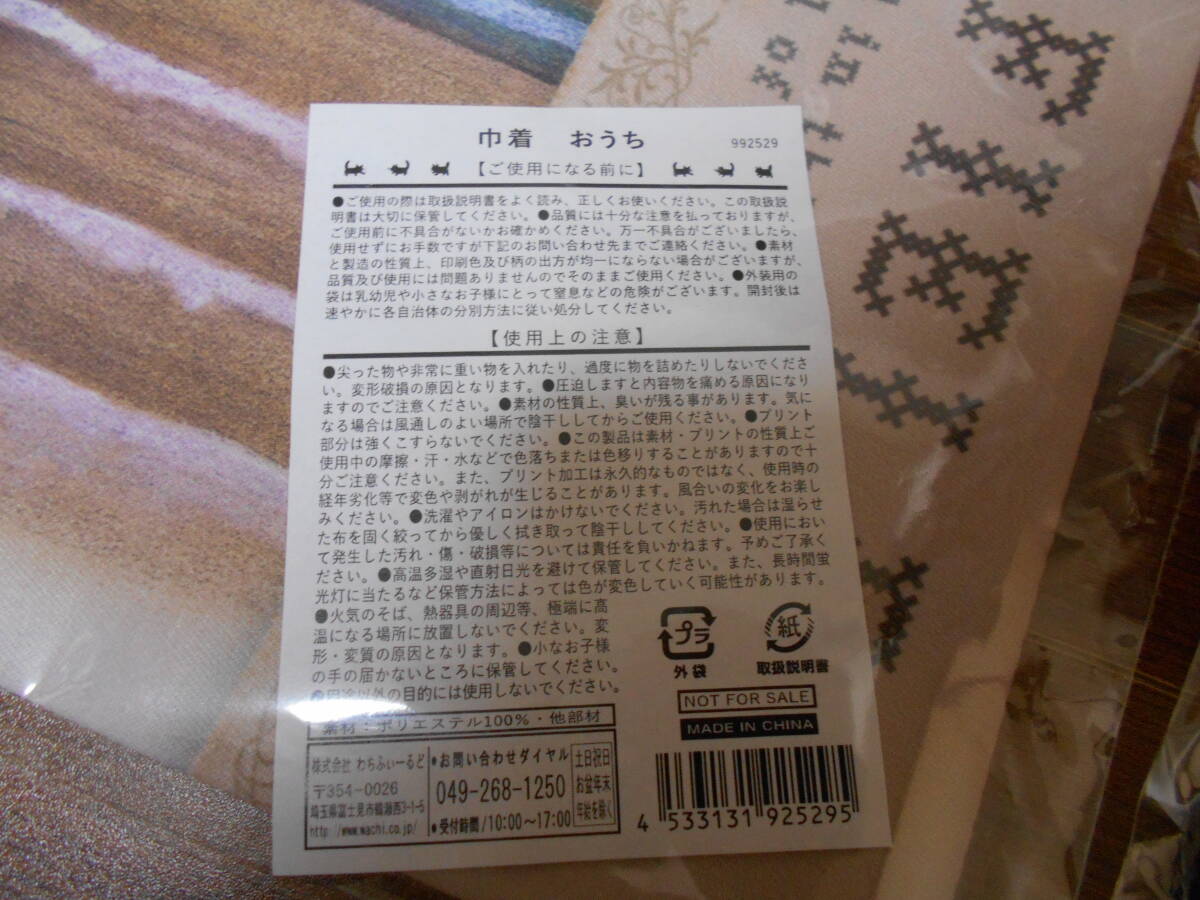 巾着　おうち
992529
【ご使用になる前に】
●ご使用の際は取扱説明書をよく読み、正しくお使いください。この取扱説
明書は大切に保管してください。●品質には十分な注意を払っておりますが、
ご使用前に不具合がないかお確かめください。万一不具合がございましたら、
使用せずにお手数ですが下記のお問い合わせ先までご連絡ください。●素材
と製造の性質上、印刷色及び柄の出方が均一にならない場合がございますが、
品質及び使用には問題ありませんのでそのままご使用ください。●外装用の
袋は乳幼児や小さなお子様にとって窒息などの危険がございます。開封後は
速やかに各自治体の分別方法に従い処分してください。
【使用上の注意】
●尖った物や非常に重い物を入れたり、過度に物を詰めたりしないでくださ
い。変形破損の原因となります。●圧迫しますと内容物を痛める原因になり
ますのでご注意ください。●素材の性質上、臭いが残る事があります。気に
なる場合は風通しのよい場所で陰干ししてからご使用ください。●プリント
部分は強くこすらないでください。●この製品は素材・プリントの性質上ご
使用中の摩擦・汗・水などで色落ちまたは色移りすることがありますので十
分ご注意ください。また、プリント加工は永久的なものではなく、使用時の
経年劣化等で変色や剥がれが生じることがあります。風合いの変化をお楽し
みください。●洗濯やアイロンはかけないでください。汚れた場合は湿らせ
た布を固く絞ってから優しく拭き取って陰干ししてください。●使用におい
て発生した汚れ・傷・破損等については責任を負いかねます。予めご了承く
ださい。●高温多湿や直射日光を避けて保管してください。また、長時間蛍
光灯に当たるなど保管方法によっては色が変色していく可能性があります。
●火気のそば、熱器具の周辺等、極端に高
温になる場所に放置しないでください。変
形・変質の原因となります。●小なお子様
の手の届かないところに保管してください。
●用途以外の目的には使用しないでください。
プラ
外袋
紙
取扱説明書
NOT FOR SALE
MADE IN CHINA
素材：ポリエステル100%・他部材
株式会社 わちふぃーるど
〒354-0026
埼玉県富士見市鶴瀬西3-1-5
http://www.wachi.co.jp/
●お問い合わせダイヤル
049-268-1250
●受付時間/10:00〜17:00
土日祝日
お盆年末
年始を除く
4 533131 925295